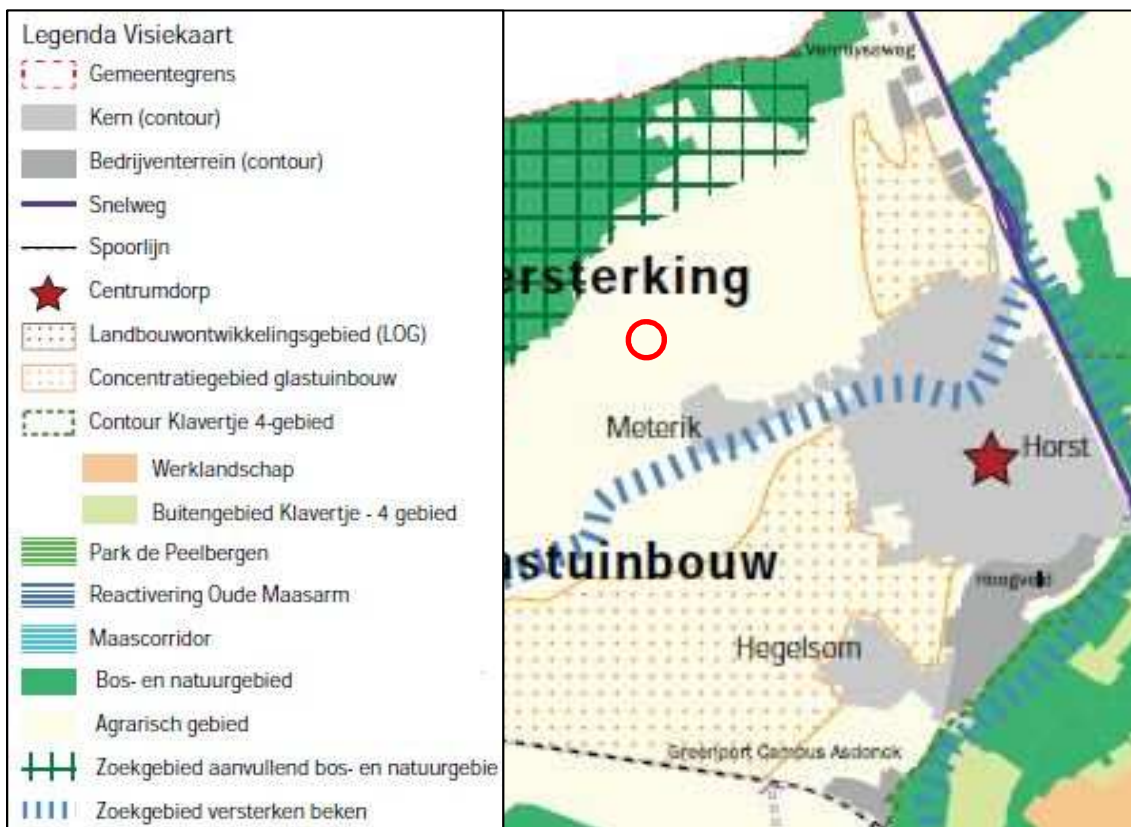 Legenda Visiekaart
Gemeentegrens
Kern (contour)
Bedrijventerrein (contour)
Snelweg
Spoorlijn
Centrumdorp
Landbouwontwikkelingsgebied (LOG)
Concentratiegebied glastuinbouw
Contour Klavertje 4-gebied
Werklandschap
Buitengebied Klavertje - 4 gebied
Park de Peelbergen
Reactivering Oude Maasarm
Maascorridor
Bos- en natuurgebied
Agrarisch gebied
Zoekgebied aanvullend bos- en natuurgebie
Zoekgebied versterken beken
ersterking
Meterik
Horst
astuinbouw
Hoogveld
Hegelsom
Greenport Campus Asdonck